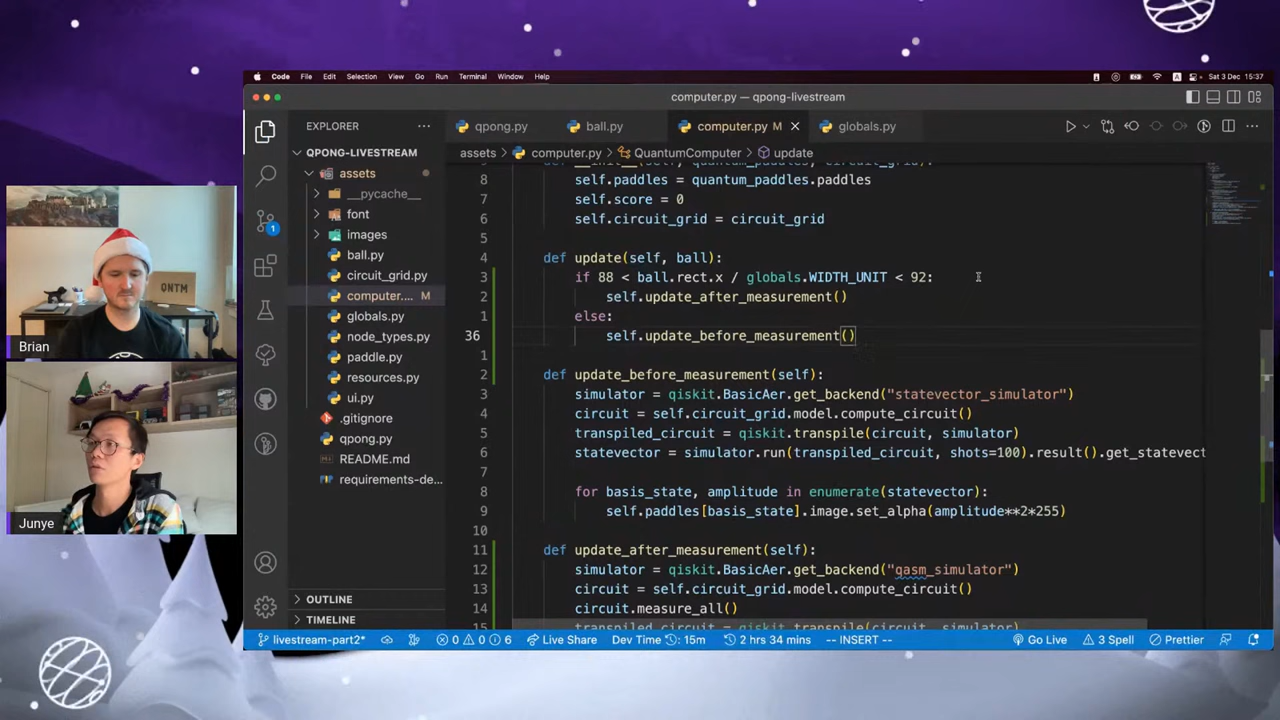 Code File Edit Selection View Go Run Terminal Window Help
Sat 3 Dec 15:37
computer.py — qpong-livestream
EXPLORER
QPONG-LIVESTREAM
assets
__pycache__
font
images
ball.py
circuit_grid.py
computer.... M
globals.py
node_types.py
paddle.py
resources.py
ui.py
.gitignore
qpong.py
README.md
requirements-de...
OUTLINE
TIMELINE
1
qpong.py
ball.py
computer.py M
globals.py
assets > computer.py > QuantumComputer > update
8 self.paddles = quantum_paddles.paddles
7 self.score = 0
6 self.circuit_grid = circuit_grid
5
4 def update(self, ball):
3 if 88 < ball.rect.x / globals.WIDTH_UNIT < 92:
2 self.update_after_measurement()
1 else:
36 self.update_before_measurement()
1
2 def update_before_measurement(self):
3 simulator = qiskit.BasicAer.get_backend("statevector_simulator")
4 circuit = self.circuit_grid.model.compute_circuit()
5 transpiled_circuit = qiskit.transpile(circuit, simulator)
6 statevector = simulator.run(transpiled_circuit, shots=100).result().get_statevect
7
8 for basis_state, amplitude in enumerate(statevector):
9 self.paddles[basis_state].image.set_alpha(amplitude**2*255)
10
11 def update_after_measurement(self):
12 simulator = qiskit.BasicAer.get_backend("qasm_simulator")
13 circuit = self.circuit_grid.model.compute_circuit()
14 circuit.measure_all()
15 transpiled_circuit = qiskit.transpile(circuit, simulator)
livestream-part2* 0 0 6 Live Share Dev Time : 15m 2 hrs 34 mins -- INSERT -- Go Live 3 Spell Prettier
QNTM
Brian
Junye